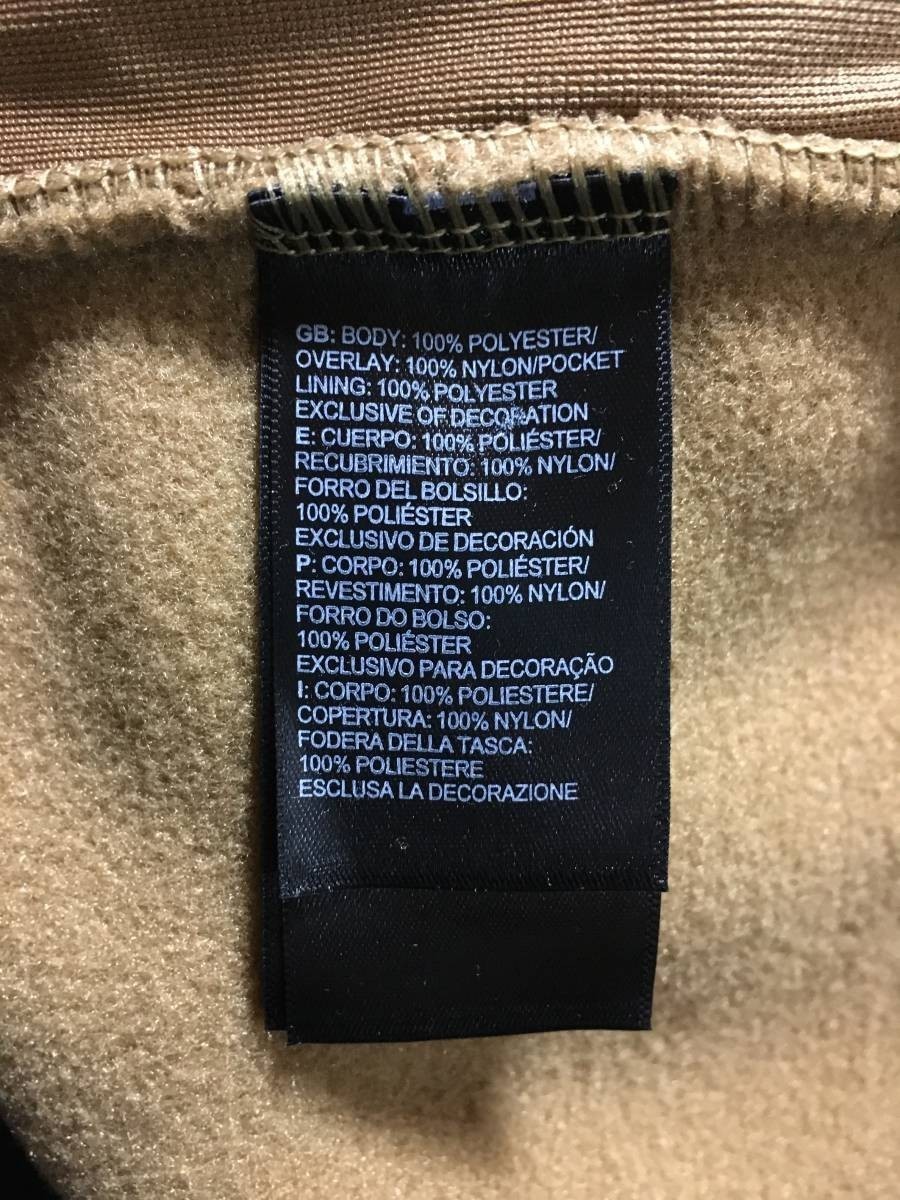 GB: BODY: 100% POLYESTER/
OVERLAY: 100% NYLON/POCKET
LINING: 100% POLYESTER
EXCLUSIVE OF DECORATION
E: CUERPO: 100% POLIÉSTER/
RECUBRIMIENTO: 100% NYLON/
FORRO DEL BOLSILLO:
100% POLIÉSTER
EXCLUSIVO DE DECORACIÓN
P: CORPO: 100% POLIÉSTER/
REVESTIMENTO: 100% NYLON/
FORRO DO BOLSO:
100% POLIÉSTER
EXCLUSIVO PARA DECORAÇÃO
I: CORPO: 100% POLIESTERE/
COPERTURA: 100% NYLON/
FODERA DELLA TASCA:
100% POLIESTERE
ESCLUSA LA DECORAZIONE